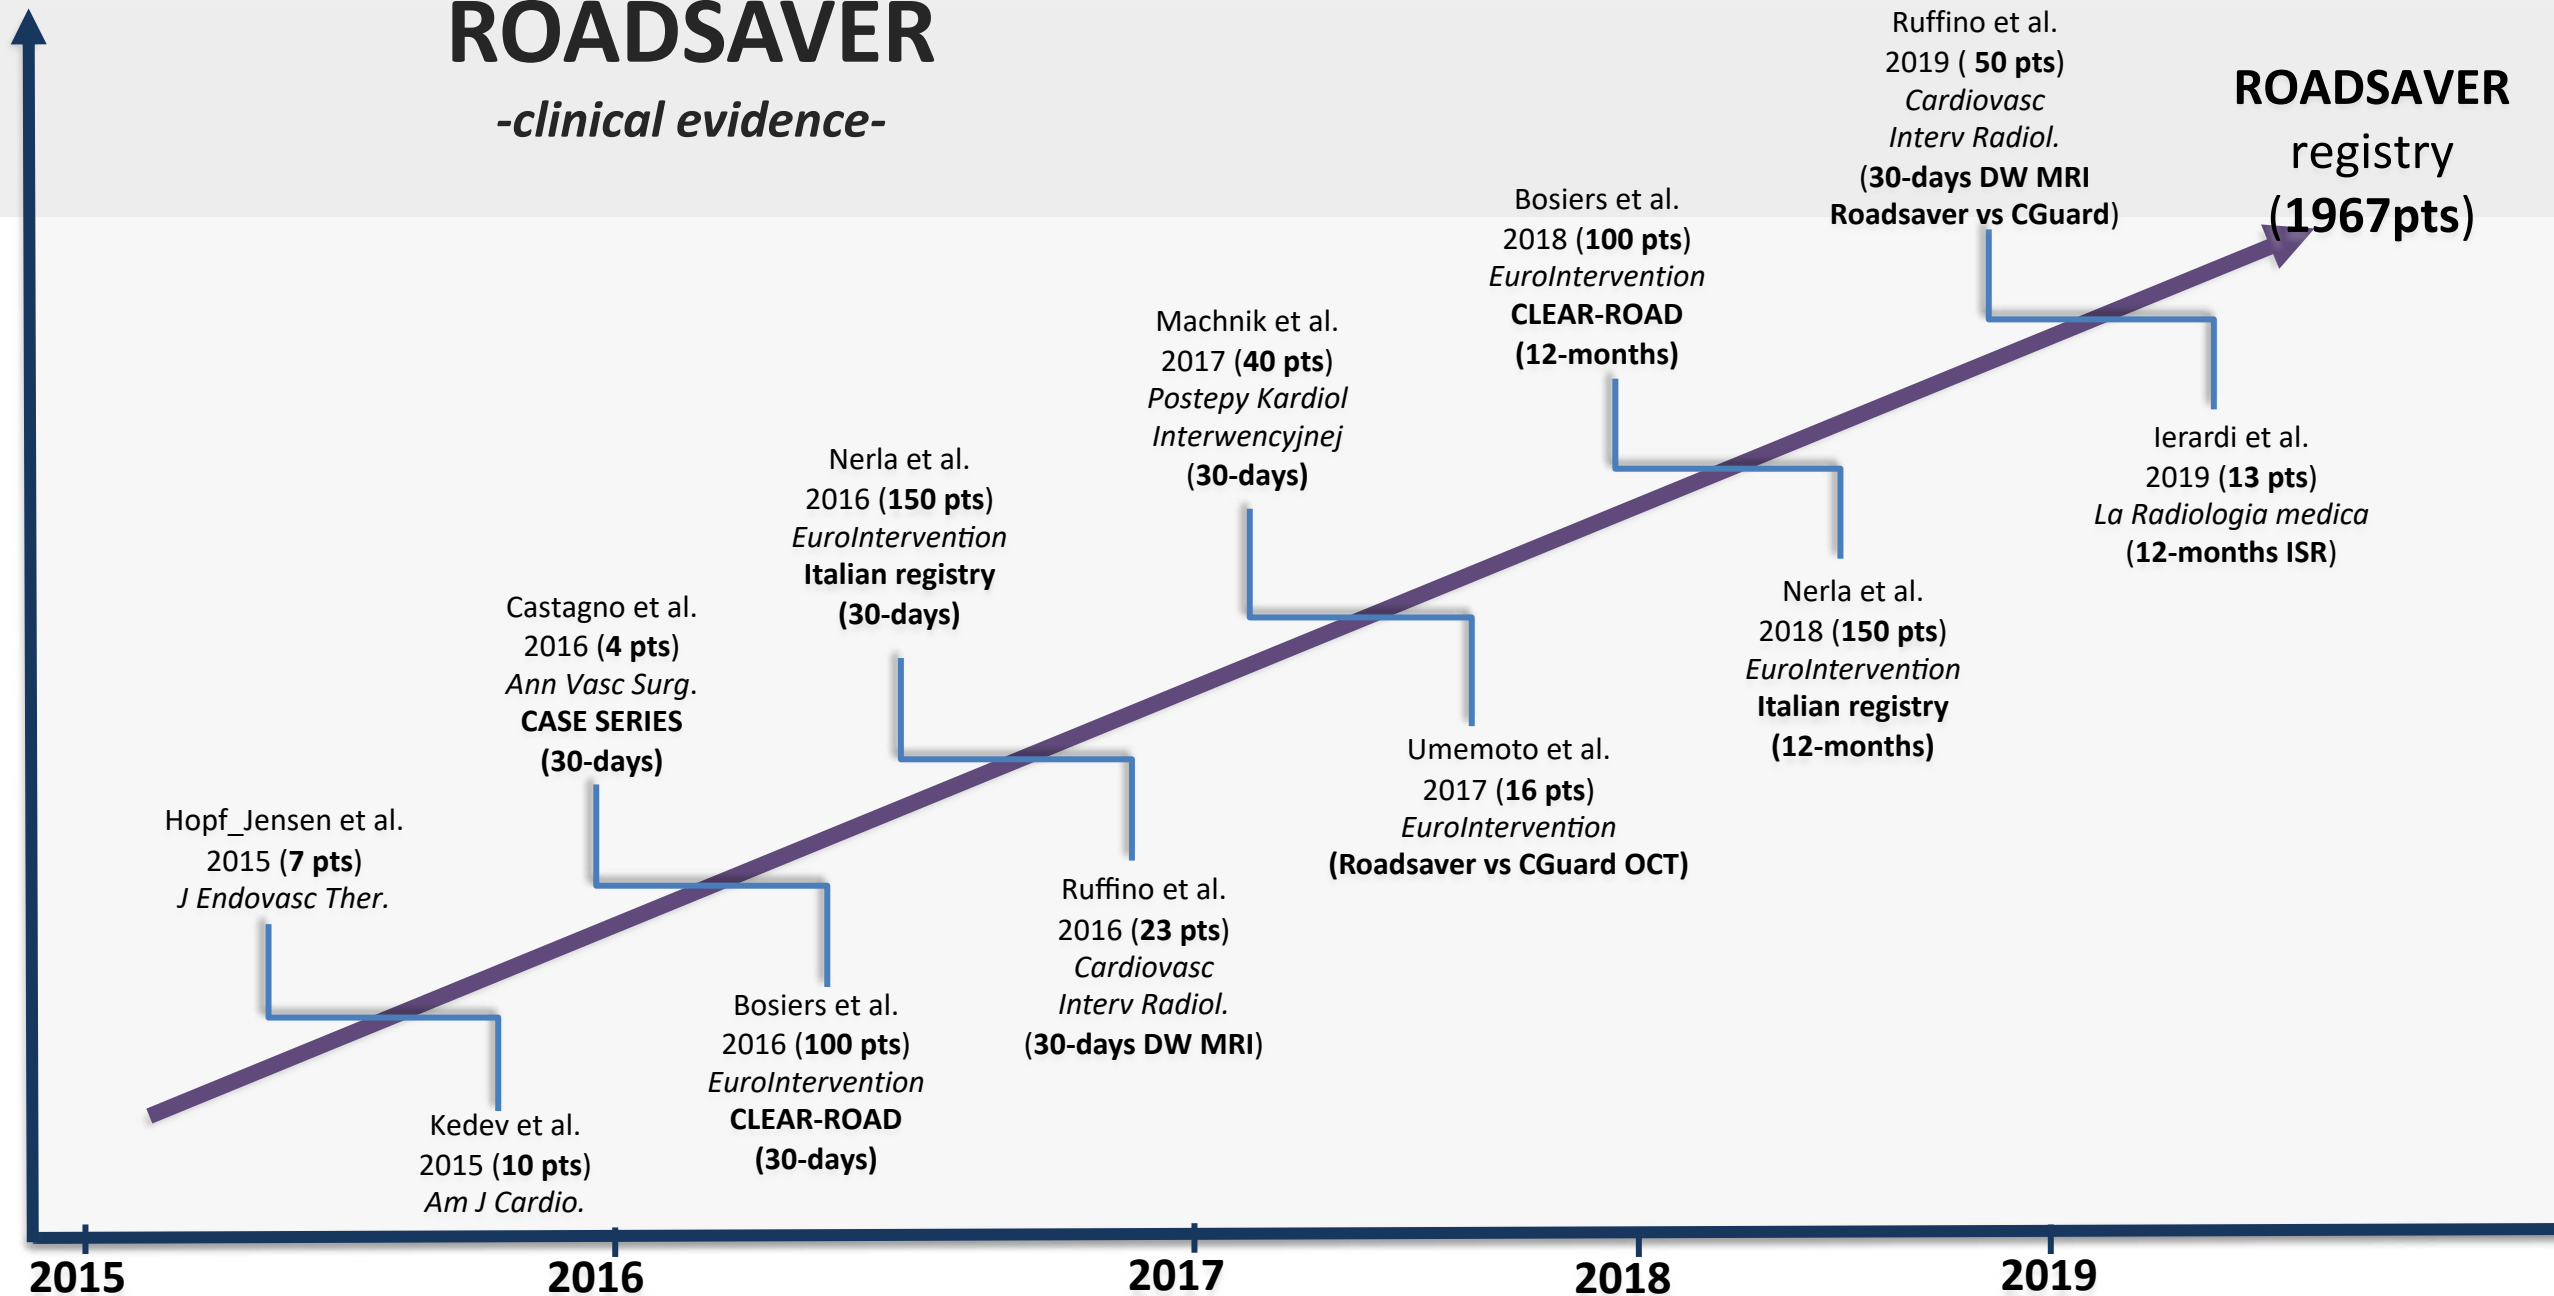 ROADSAVER
-clinical evidence-
Hopf_Jensen et al.
2015 (7 pts)
J Endovasc Ther.
Kedev et al.
2015 (10 pts)
Am J Cardio.
Castagno et al.
2016 (4 pts)
Ann Vasc Surg.
CASE SERIES
(30-days)
Bosiers et al.
2016 (100 pts)
EuroIntervention
CLEAR-ROAD
(30-days)
Nerla et al.
2016 (150 pts)
EuroIntervention
Italian registry
(30-days)
Ruffino et al.
2016 (23 pts)
Cardiovasc
Interv Radiol.
(30-days DW MRI)
Machnik et al.
2017 (40 pts)
Postepy Kardiol
Interwencyjnej
(30-days)
Umemoto et al.
2017 (16 pts)
EuroIntervention
(Roadsaver vs CGuard OCT)
Bosiers et al.
2018 (100 pts)
EuroIntervention
CLEAR-ROAD
(12-months)
Nerla et al.
2018 (150 pts)
EuroIntervention
Italian registry
(12-months)
Ruffino et al.
2019 ( 50 pts)
Cardiovasc
Interv Radiol.
(30-days DW MRI
Roadsaver vs CGuard)
Ierardi et al.
2019 (13 pts)
La Radiologia medica
(12-months ISR)
ROADSAVER
registry
(1967pts)
2015
2016
2017
2018
2019